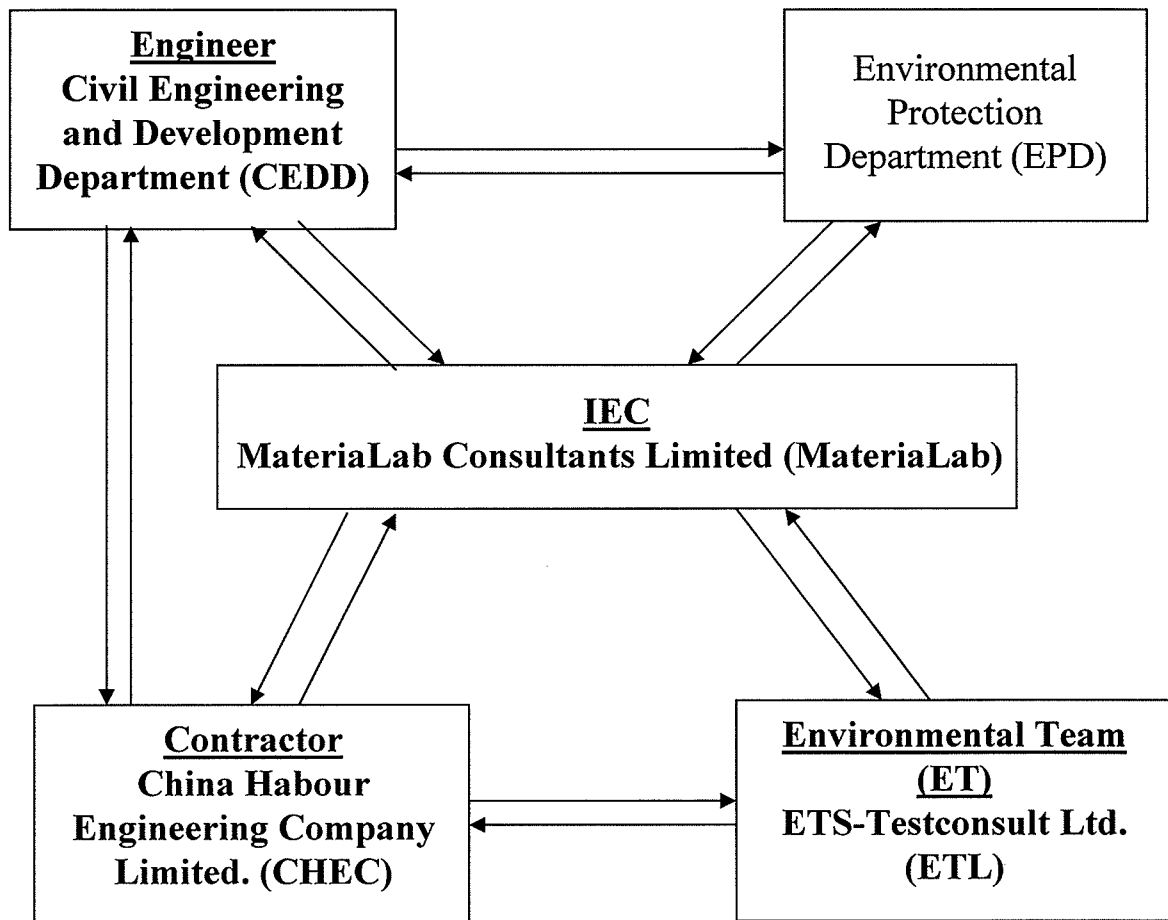 Engineer
Civil Engineering
and Development
Department (CEDD)
Environmental
Protection
Department (EPD)
IEC
MateriaLab Consultants Limited (MateriaLab)
Contractor
China Habour
Engineering Company
Limited. (CHEC)
Environmental Team
(ET)
ETS-Testconsult Ltd.
(ETL)